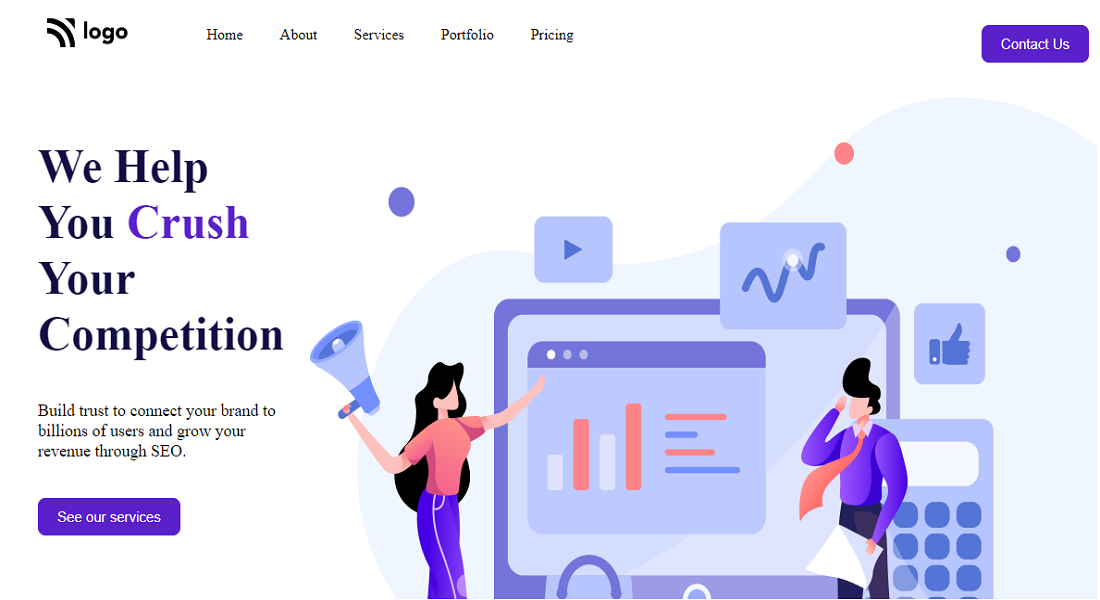 logo
Home About Services Portfolio Pricing
Contact Us
We Help
You Crush
Your
Competition
Build trust to connect your brand to
billions of users and grow your
revenue through SEO.
See our services